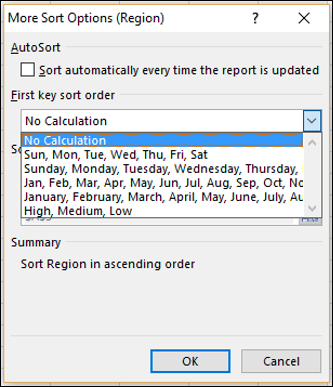 More Sort Options (Region) ? ×
AutoSort
Sort automatically every time the report is updated
First key sort order
No Calculation
No Calculation
Sun, Mon, Tue, Wed, Thu, Fri, Sat
Sunday, Monday, Tuesday, Wednesday, Thursday,
Jan, Feb, Mar, Apr, May, Jun, Jul, Aug, Sep, Oct, No
January, February, March, April, May, June, July, Au
High, Medium, Low
Summary
Sort Region in ascending order
OK Cancel